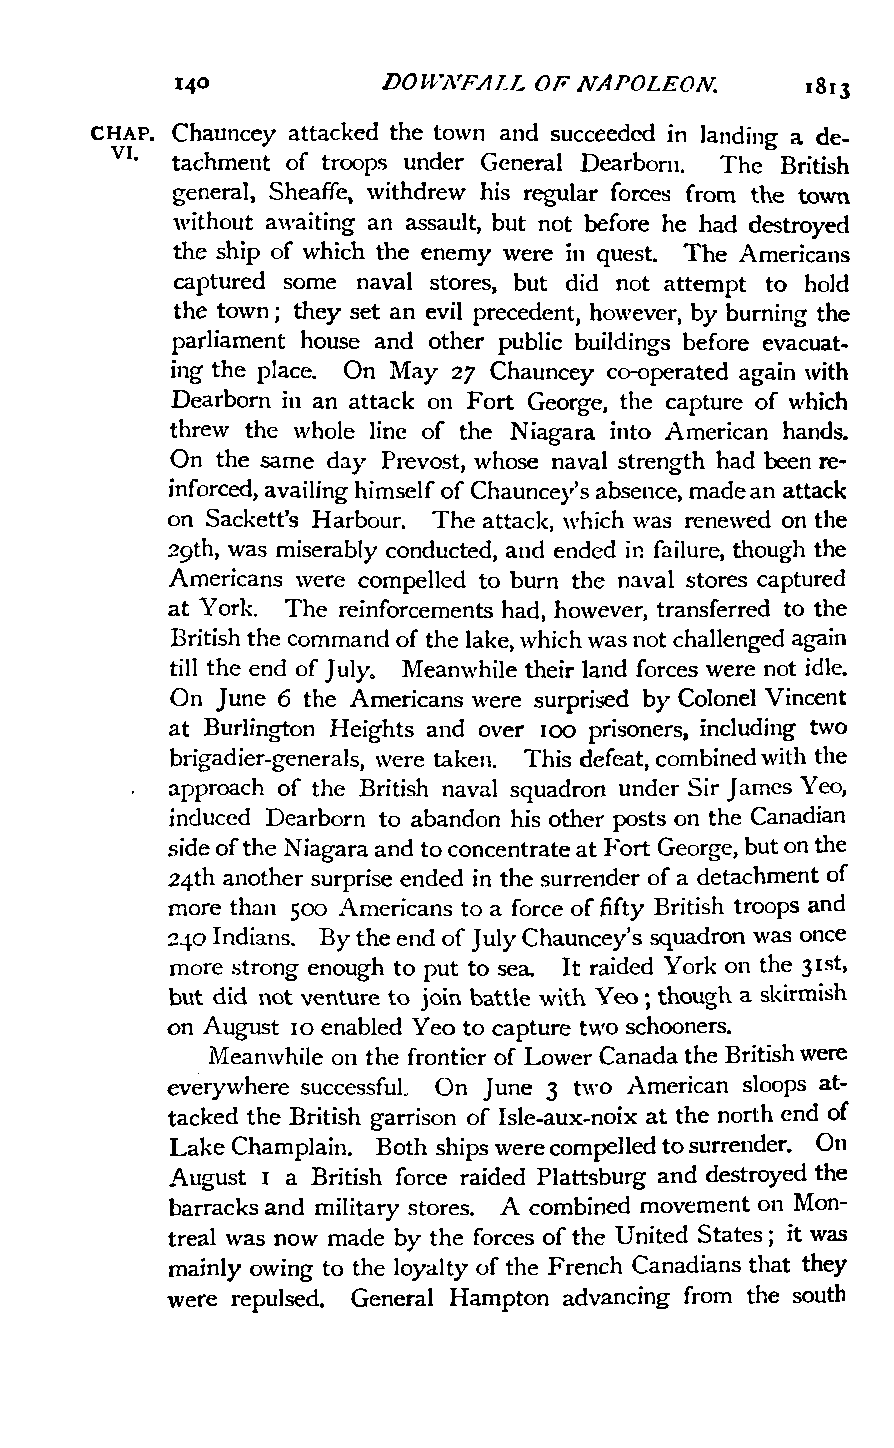 140 DOWNFALL OF NAPOLEON. 1813
CHAP. Chauncey attacked the town and succeeded in landing a de-
VI. tachment of troops under General Dearborn. The British
general, Sheaffe, withdrew his regular forces from the town
without awaiting an assault, but not before he had destroyed
the ship of which the enemy were in quest. The Americans
captured some naval stores, but did not attempt to hold
the town; they set an evil precedent, however, by burning the
parliament house and other public buildings before evacuat-
ing the place. On May 27 Chauncey co-operated again with
Dearborn in an attack on Fort George, the capture of which
threw the whole line of the Niagara into American hands.
On the same day Prevost, whose naval strength had been re-
inforced, availing himself of Chauncey's absence, made an attack
on Sackett's Harbour. The attack, which was renewed on the
29th, was miserably conducted, and ended in failure, though the
Americans were compelled to burn the naval stores captured
at York. The reinforcements had, however, transferred to the
British the command of the lake, which was not challenged again
till the end of July. Meanwhile their land forces were not idle.
On June 6 the Americans were surprised by Colonel Vincent
at Burlington Heights and over 100 prisoners, including two
brigadier-generals, were taken. This defeat, combined with the
approach of the British naval squadron under Sir James Yeo,
induced Dearborn to abandon his other posts on the Canadian
side of the Niagara and to concentrate at Fort George, but on the
24th another surprise ended in the surrender of a detachment of
more than 500 Americans to a force of fifty British troops and
240 Indians. By the end of July Chauncey's squadron was once
more strong enough to put to sea. It raided York on the 31st,
but did not venture to join battle with Yeo; though a skirmish
on August 10 enabled Yeo to capture two schooners.
Meanwhile on the frontier of Lower Canada the British were
everywhere successful. On June 3 two American sloops at-
tacked the British garrison of Isle-aux-noix at the north end of
Lake Champlain. Both ships were compelled to surrender. On
August 1 a British force raided Plattsburg and destroyed the
barracks and military stores. A combined movement on Mon-
treal was now made by the forces of the United States; it was
mainly owing to the loyalty of the French Canadians that they
were repulsed. General Hampton advancing from the south